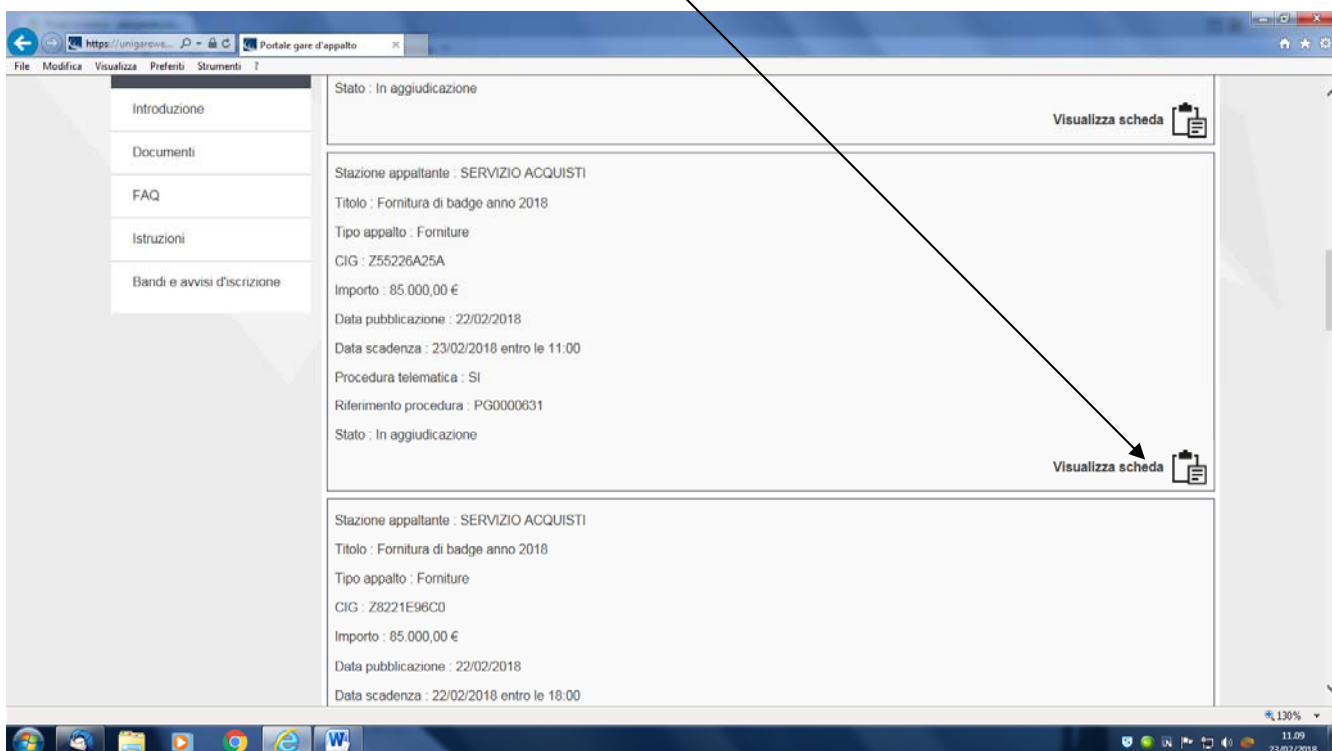 https://unigarewe...
Portale gare d'appalto
File Modifica Visualizza Preferiti Strumenti ?
Introduzione
Documenti
FAQ
Istruzioni
Bandi e avvisi d'iscrizione
Stato : In aggiudicazione
Visualizza scheda
Stazione appaltante : SERVIZIO ACQUISTI
Titolo : Fornitura di badge anno 2018
Tipo appalto : Forniture
CIG : Z55226A25A
Importo : 85.000,00 €
Data pubblicazione : 22/02/2018
Data scadenza : 23/02/2018 entro le 11:00
Procedura telematica : SI
Riferimento procedura : PG0000631
Stato : In aggiudicazione
Visualizza scheda
Stazione appaltante : SERVIZIO ACQUISTI
Titolo : Fornitura di badge anno 2018
Tipo appalto : Forniture
CIG : Z8221E96C0
Importo : 85.000,00 €
Data pubblicazione : 22/02/2018
Data scadenza : 22/02/2018 entro le 18:00
130%
11.09
23/02/2018